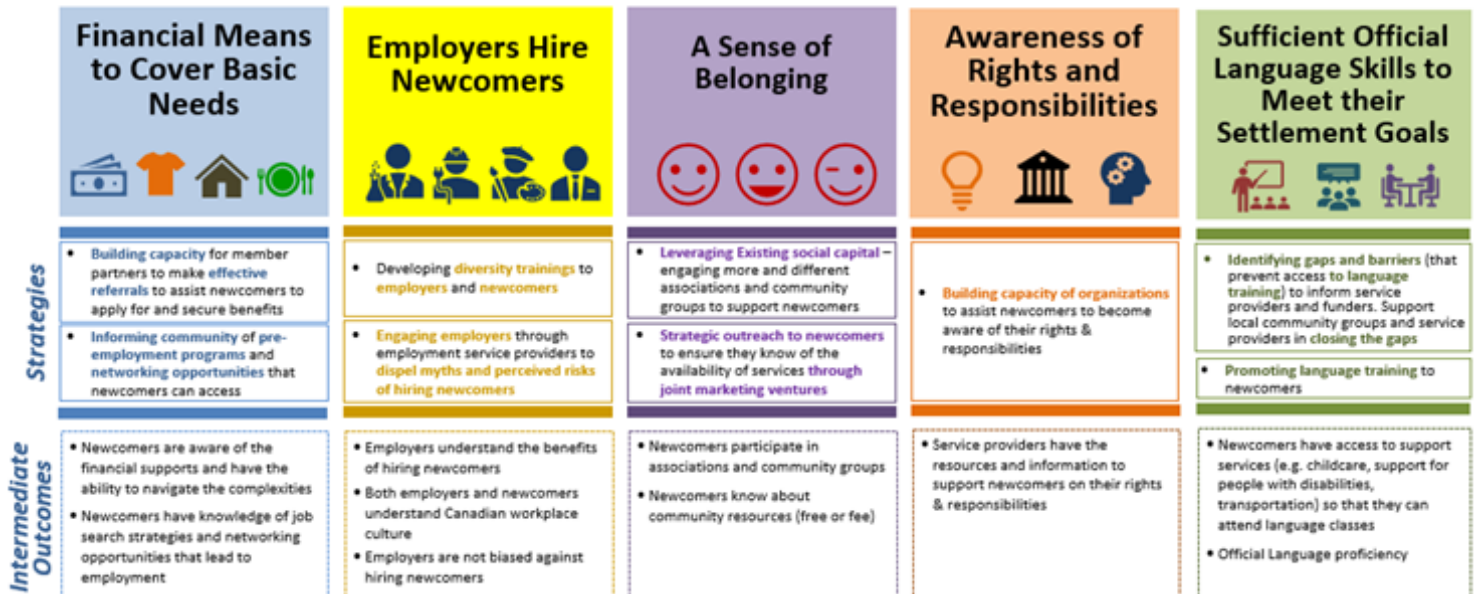 Financial Means
to Cover Basic
Needs
Employers Hire
Newcomers
A Sense of
Belonging
Awareness of
Rights and
Responsibilities
Sufficient Official
Language Skills to
Meet their
Settlement Goals
Strategies
• Building capacity for member
partners to make effective
referrals to assist newcomers to
apply for and secure benefits
• Informing community of pre-
employment programs and
networking opportunities that
newcomers can access
• Developing diversity trainings to
employers and newcomers
• Engaging employers through
employment service providers to
dispel myths and perceived risks
of hiring newcomers
• Leveraging Existing social capital –
engaging more and different
associations and community
groups to support newcomers
• Strategic outreach to newcomers
to ensure they know of the
availability of services through
joint marketing ventures
• Building capacity of organizations
to assist newcomers to become
aware of their rights &
responsibilities
• Identifying gaps and barriers (that
prevent access to language
training) to inform service
providers and funders. Support
local community groups and service
providers in closing the gaps
• Promoting language training to
newcomers
Intermediate
Outcomes
• Newcomers are aware of the
financial supports and have the
ability to navigate the complexities
• Newcomers have knowledge of job
search strategies and networking
opportunities that lead to
employment
• Employers understand the benefits
of hiring newcomers
• Both employers and newcomers
understand Canadian workplace
culture
• Employers are not biased against
hiring newcomers
• Newcomers participate in
associations and community groups
• Newcomers know about
community resources (free or fee)
• Service providers have the
resources and information to
support newcomers on their rights
& responsibilities
• Newcomers have access to support
services (e.g. childcare, support for
people with disabilities,
transportation) so that they can
attend language classes
• Official Language proficiency